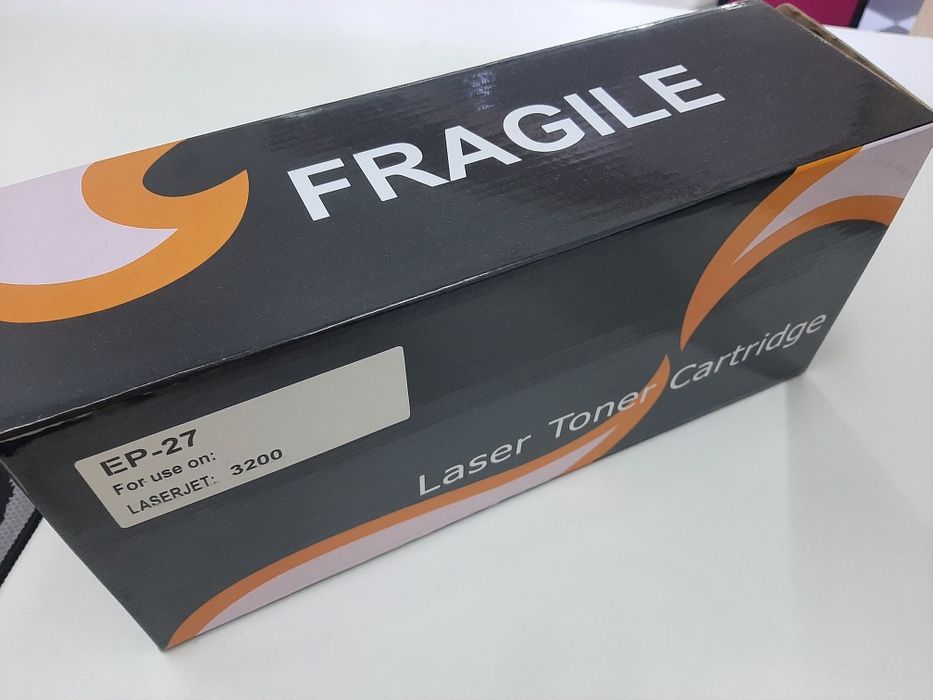 FRAGILE
EP-27
For use on:
LASERJET: 3200
Laser Toner Cartridge